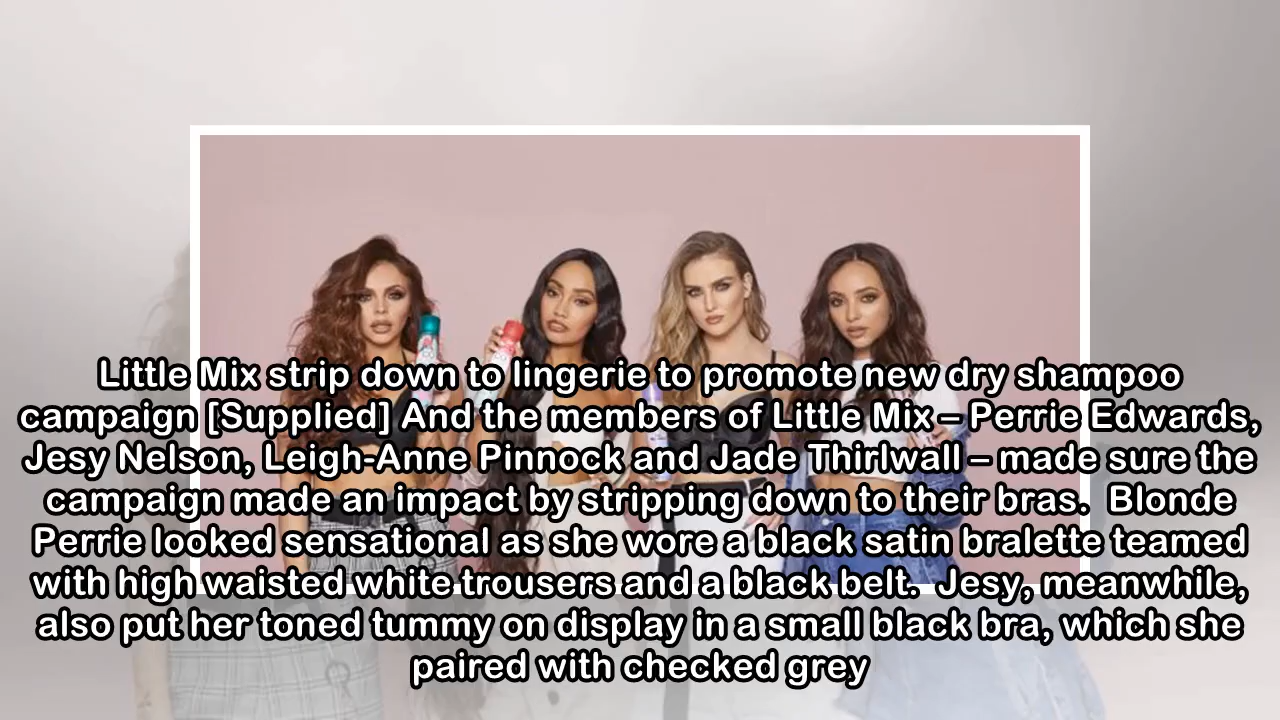 Little Mix strip down to lingerie to promote new dry shampoo
campaign [Supplied] And the members of Little Mix – Perrie Edwards,
Jesy Nelson, Leigh-Anne Pinnock and Jade Thirlwall – made sure the
campaign made an impact by stripping down to their bras.  Blonde
Perrie looked sensational as she wore a black satin bralette teamed
with high waisted white trousers and a black belt.  Jesy, meanwhile,
also put her toned tummy on display in a small black bra, which she
paired with checked grey